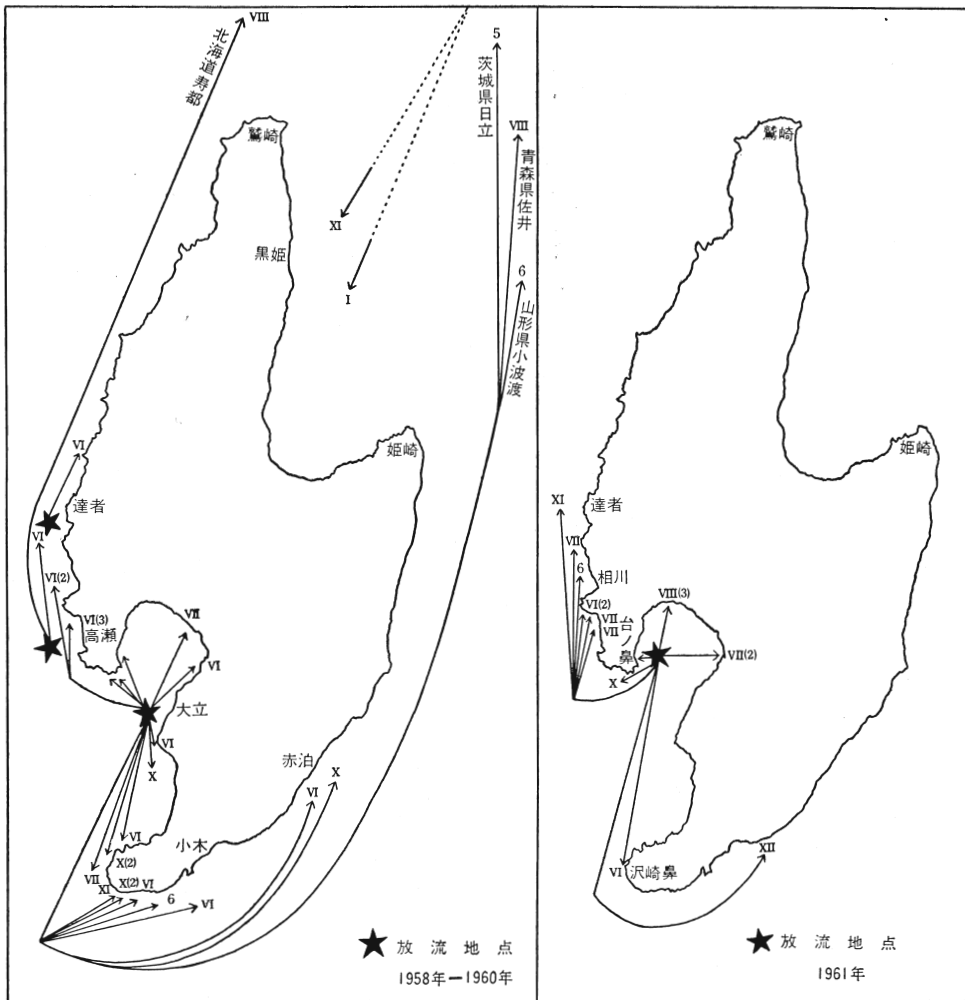 VIII
北海道寿都
5
茨城県日立
VIII
青森県佐井
6
山形県小波渡
鷲崎
XI
黒姫
I
姫崎
VI
達者
VI
VI(2)
VI(3)
高瀬
VII
VI
大立
VI
X
赤泊
X
VI
VI
小木
X(2)
VII
XI
X(2)
VI
6
VI
放流地点
1958年—1960年
鷲崎
姫崎
XI
達者
VII
6
相川
VI(2)
VII
VII
台ノ鼻
VIII(3)
VII(2)
X
VI
沢崎鼻
XII
放流地点
1961年